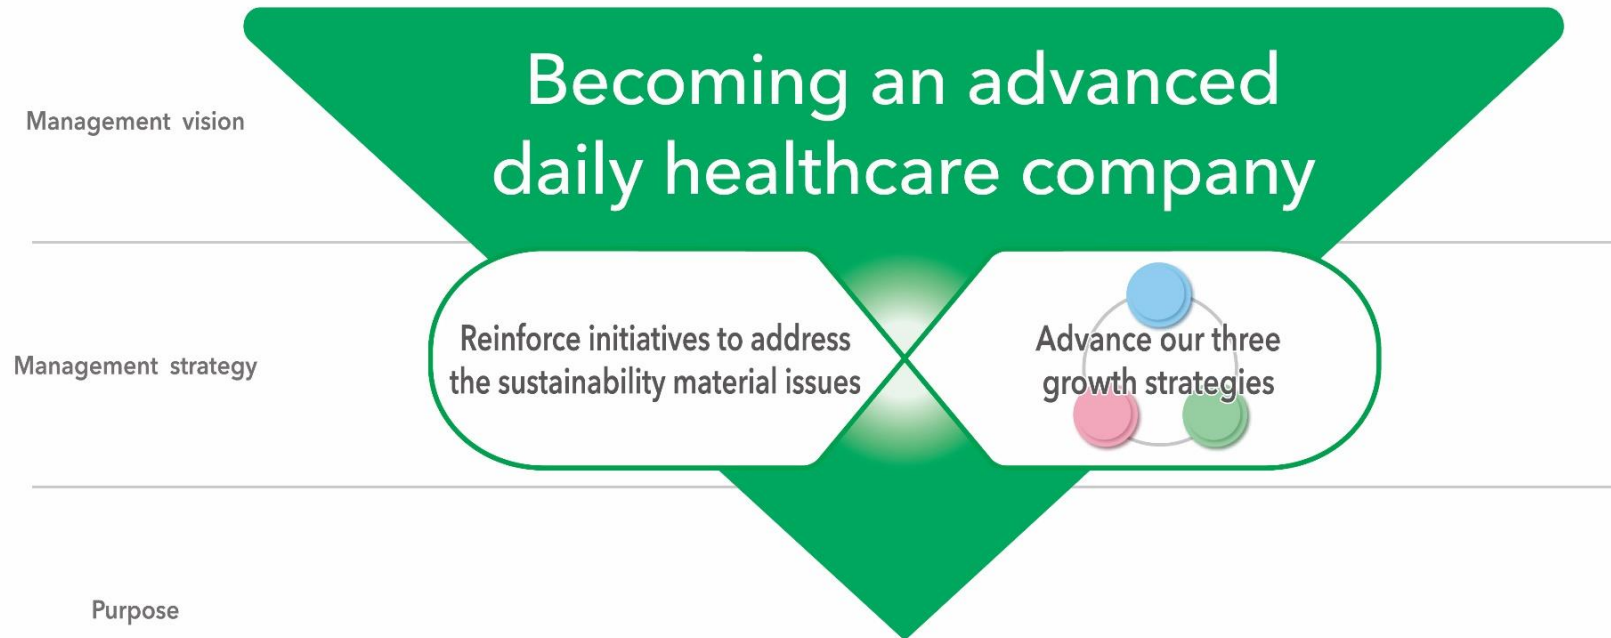 Management vision
Becoming an advanced
daily healthcare company
Management strategy
Reinforce initiatives to address
the sustainability material issues
Advance our three
growth strategies
Purpose